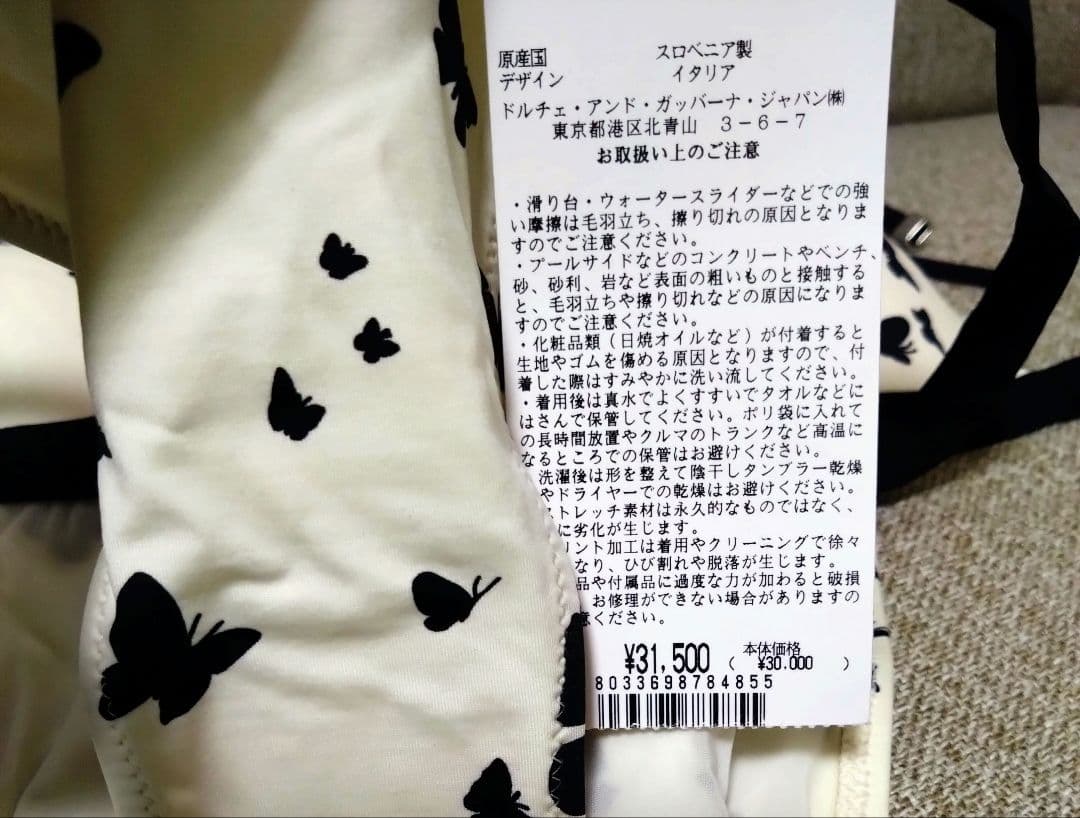 原産国 スロベニア製
デザイン イタリア
ドルチェ・アンド・ガッバーナ・ジャパン㈱
東京都港区北青山 3-6-7
お取扱い上のご注意
・滑り台・ウォータースライダーなどでの強
い摩擦は毛羽立ち、擦り切れの原因となりま
すのでご注意ください。
・プールサイドなどのコンクリートやベンチ、
砂、砂利、岩など表面の粗いものと接触する
と、毛羽立ちや擦り切れなどの原因になりま
すのでご注意ください。
・化粧品類（日焼オイルなど）が付着すると
生地やゴムを傷める原因となりますので、付
着した際はすみやかに洗い流してください。
・着用後は真水でよくすすいでタオルなどに
はさんで保管してください。ポリ袋に入れて
の長時間放置やクルマのトランクなど高温に
なるところでの保管はお避けください。
洗濯後は形を整えて陰干しタンブラー乾燥
やドライヤーでの乾燥はお避けください。
ストレッチ素材は永久的なものではなく、
に劣化が生じます。
リント加工は着用やクリーニングで徐々
なり、ひび割れや脱落が生じます。
品や付属品に過度な力が加わると破損
お修理ができない場合がありますの
意ください。
¥31,500 ( 本体価格 ¥30,000 )
8033698784855